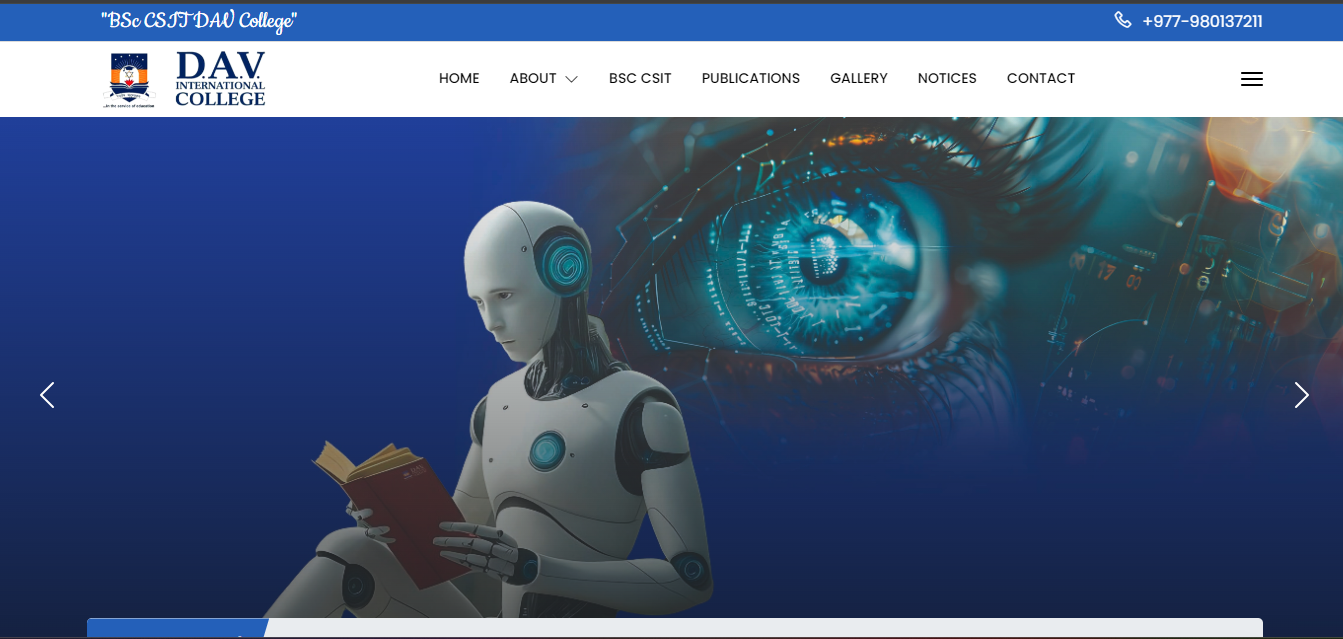 "BSc CSIT DAV College"
+977-980137211
D.A.V.
INTERNATIONAL
COLLEGE
...in the service of education
HOME
ABOUT
BSC CSIT
PUBLICATIONS
GALLERY
NOTICES
CONTACT